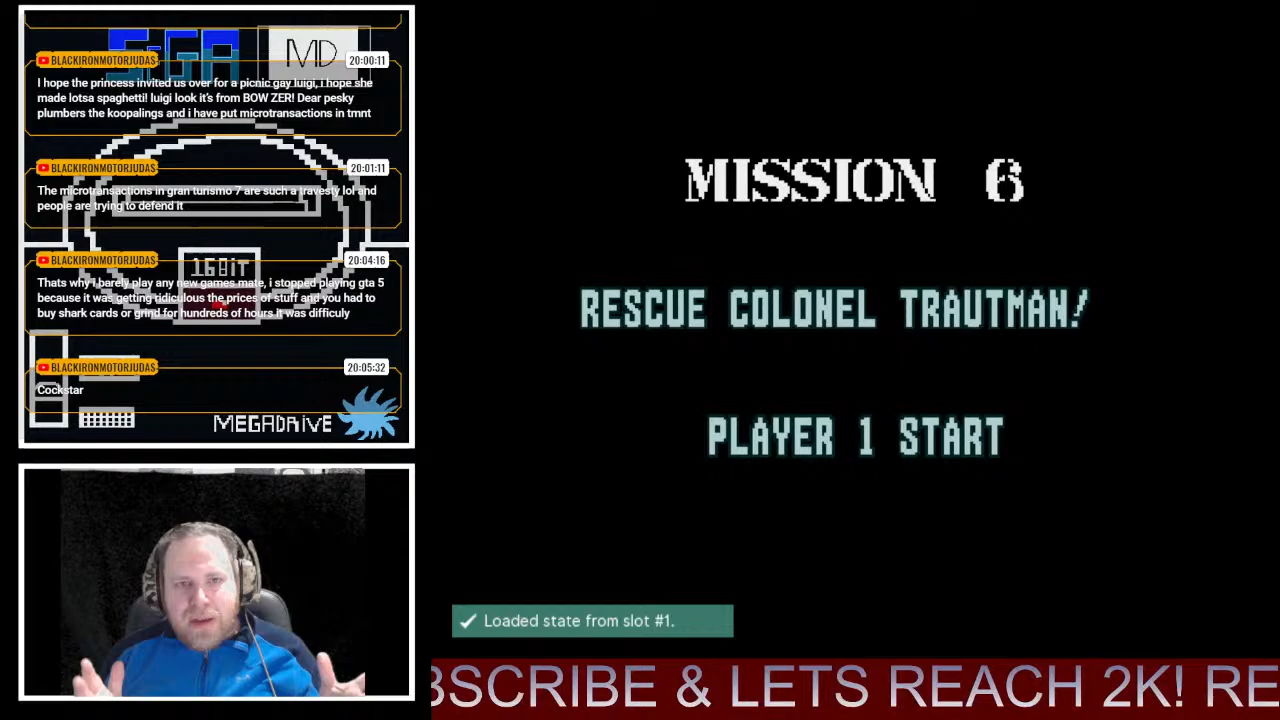 SEGA
MD
BLACKIRONMOTORJUDAS
20:00:11
I hope the princess invited us over for a picnic gay luigi, i hope she
made lotsa spaghetti! luigi look it's from BOW ZER! Dear pesky
plumbers the koopalings and i have put microtransactions in tmnt
BLACKIRONMOTORJUDAS
20:01:11
The microtransactions in gran turismo 7 are such a travesty lol and
people are trying to defend it
BLACKIRONMOTORJUDAS
20:04:16
16BiT
Thats why I barely play any new games mate, i stopped playing gta 5
because it was getting ridiculous the prices of stuff and you had to
buy shark cards or grind for hundreds of hours it was difficuly
BLACKIRONMOTORJUDAS
20:05:32
Cockstar
MEGADRiVE
MISSION 6
RESCUE COLONEL TRAUTMAN!
PLAYER 1 START
Loaded state from slot #1.
BSCRIBE & LETS REACH 2K! RE